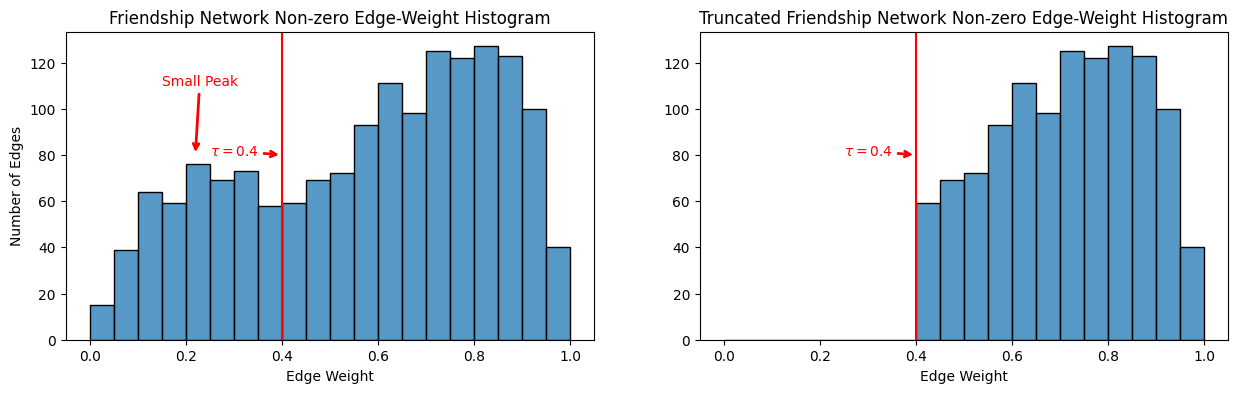 Friendship Network Non-zero Edge-Weight Histogram
Number of Edges
120
100
80
60
40
20
0
Small Peak
τ = 0.4
0.0 0.2 0.4 0.6 0.8 1.0
Edge Weight
Truncated Friendship Network Non-zero Edge-Weight Histogram
120
100
80
60
40
20
0
τ = 0.4
0.0 0.2 0.4 0.6 0.8 1.0
Edge Weight